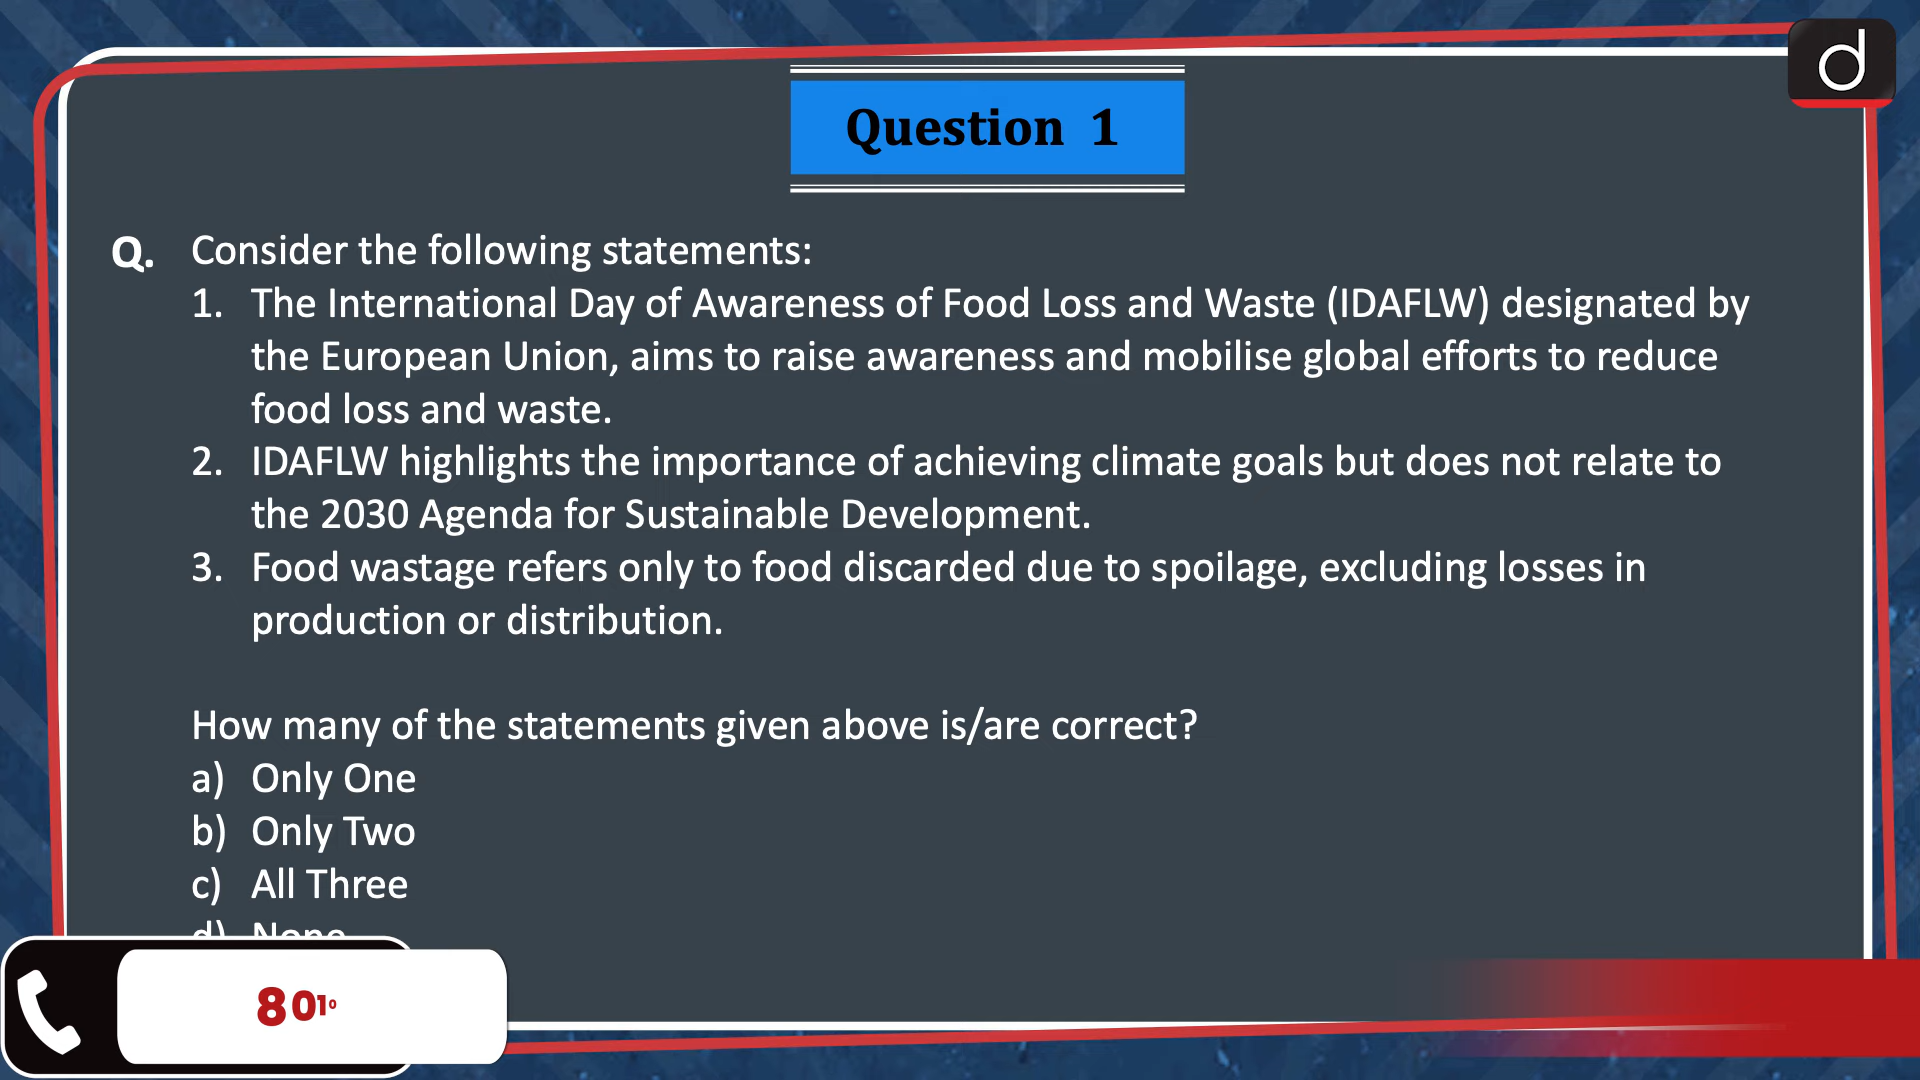 Question 1
Q. Consider the following statements:
1. The International Day of Awareness of Food Loss and Waste (IDAFLW) designated by
the European Union, aims to raise awareness and mobilise global efforts to reduce
food loss and waste.
2. IDAFLW highlights the importance of achieving climate goals but does not relate to
the 2030 Agenda for Sustainable Development.
3. Food wastage refers only to food discarded due to spoilage, excluding losses in
production or distribution.
How many of the statements given above is/are correct?
a) Only One
b) Only Two
c) All Three
d) None
8010
d